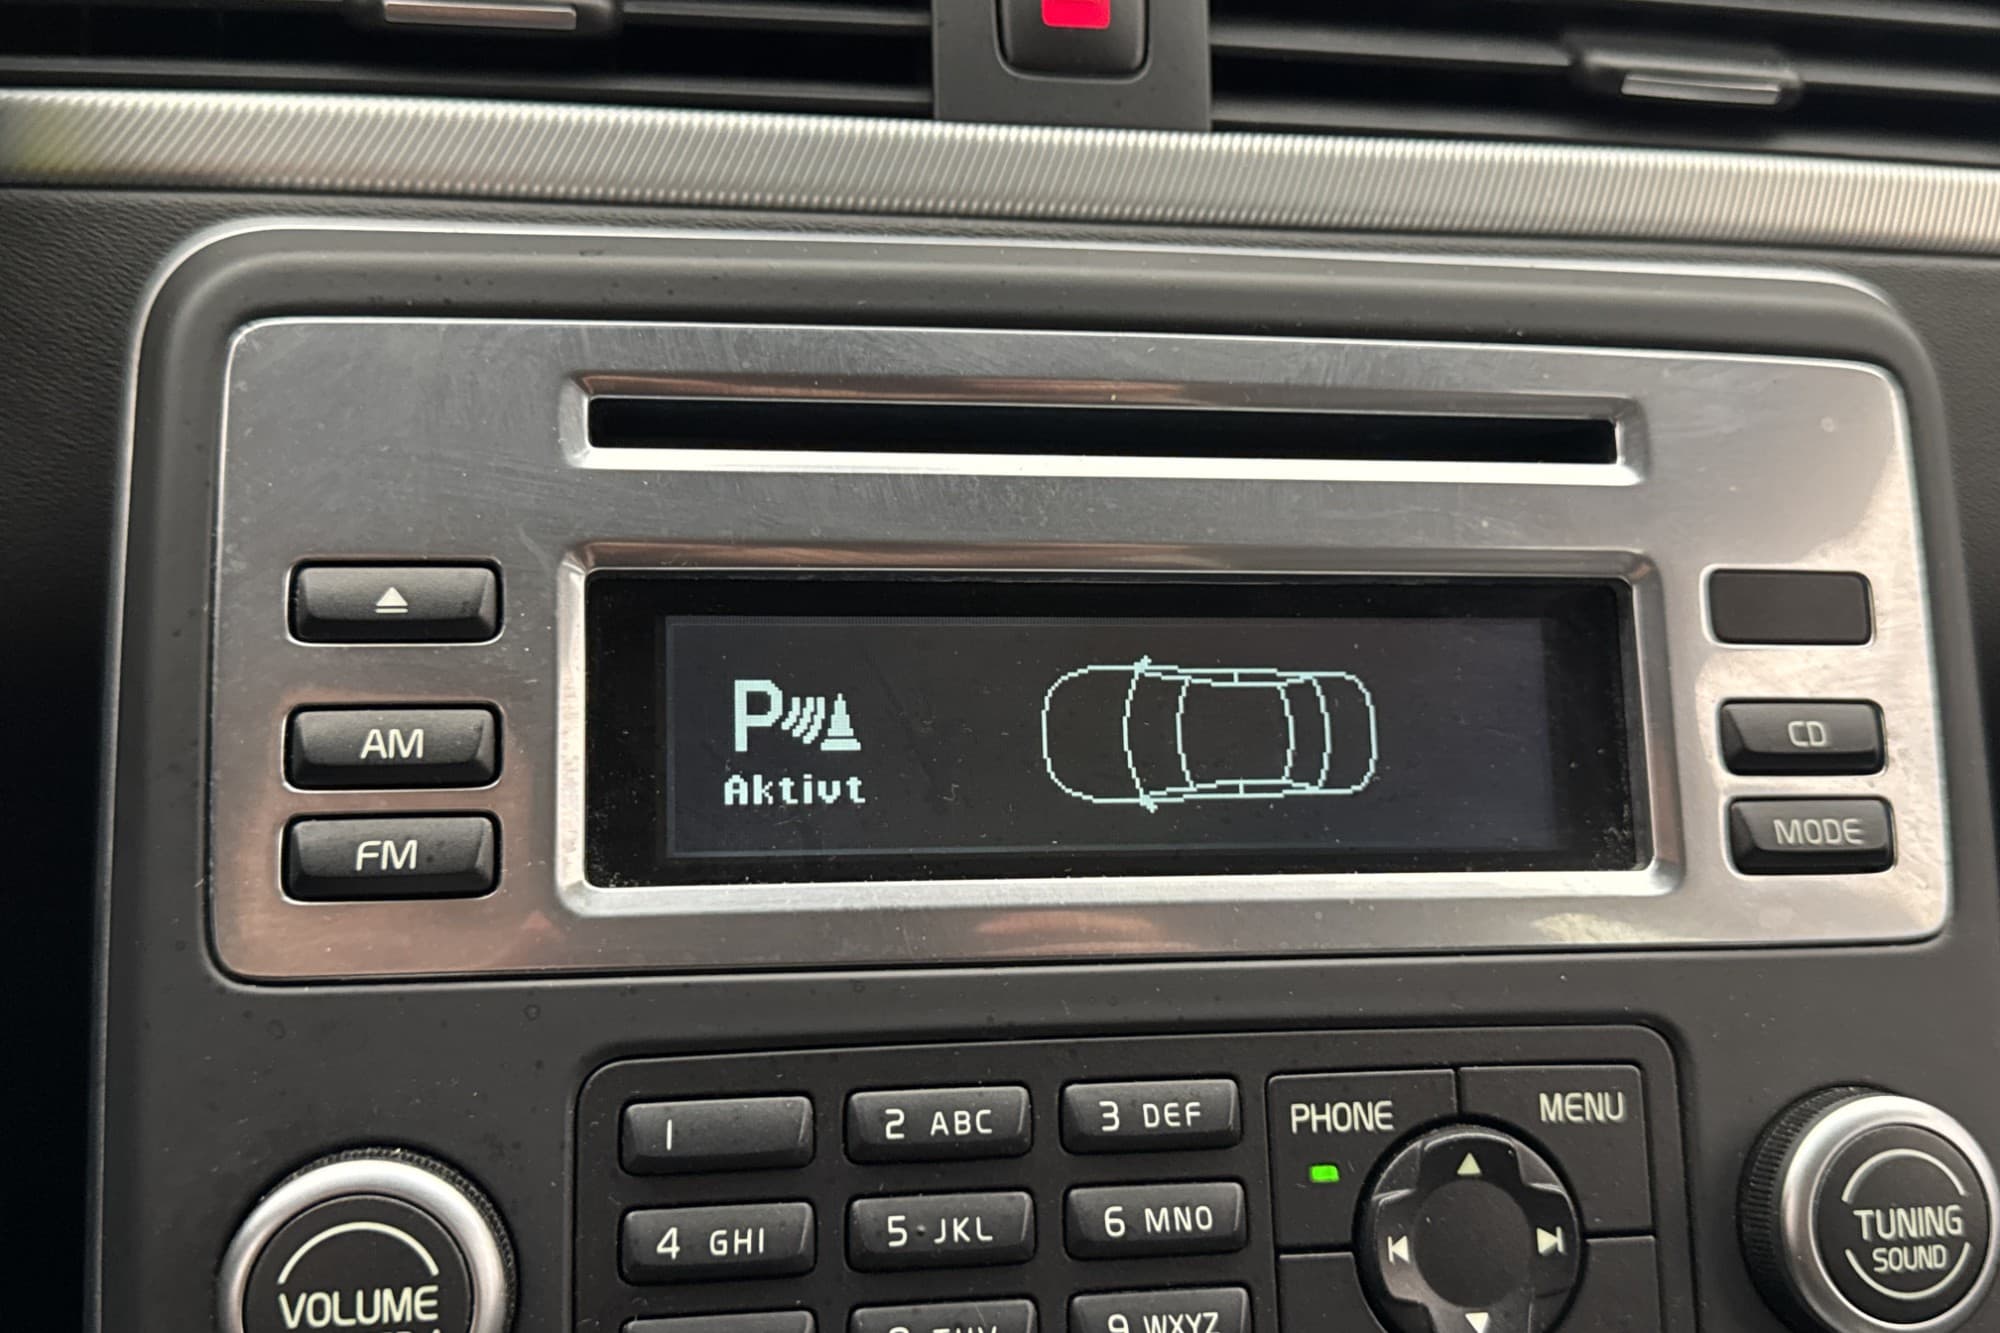 AM
FM
P
Aktivt
CD
MODE
1
2 ABC
3 DEF
PHONE
MENU
4 GHI
5 JKL
6 MNO
VOLUME
TUNING
SOUND
9 WXYZ